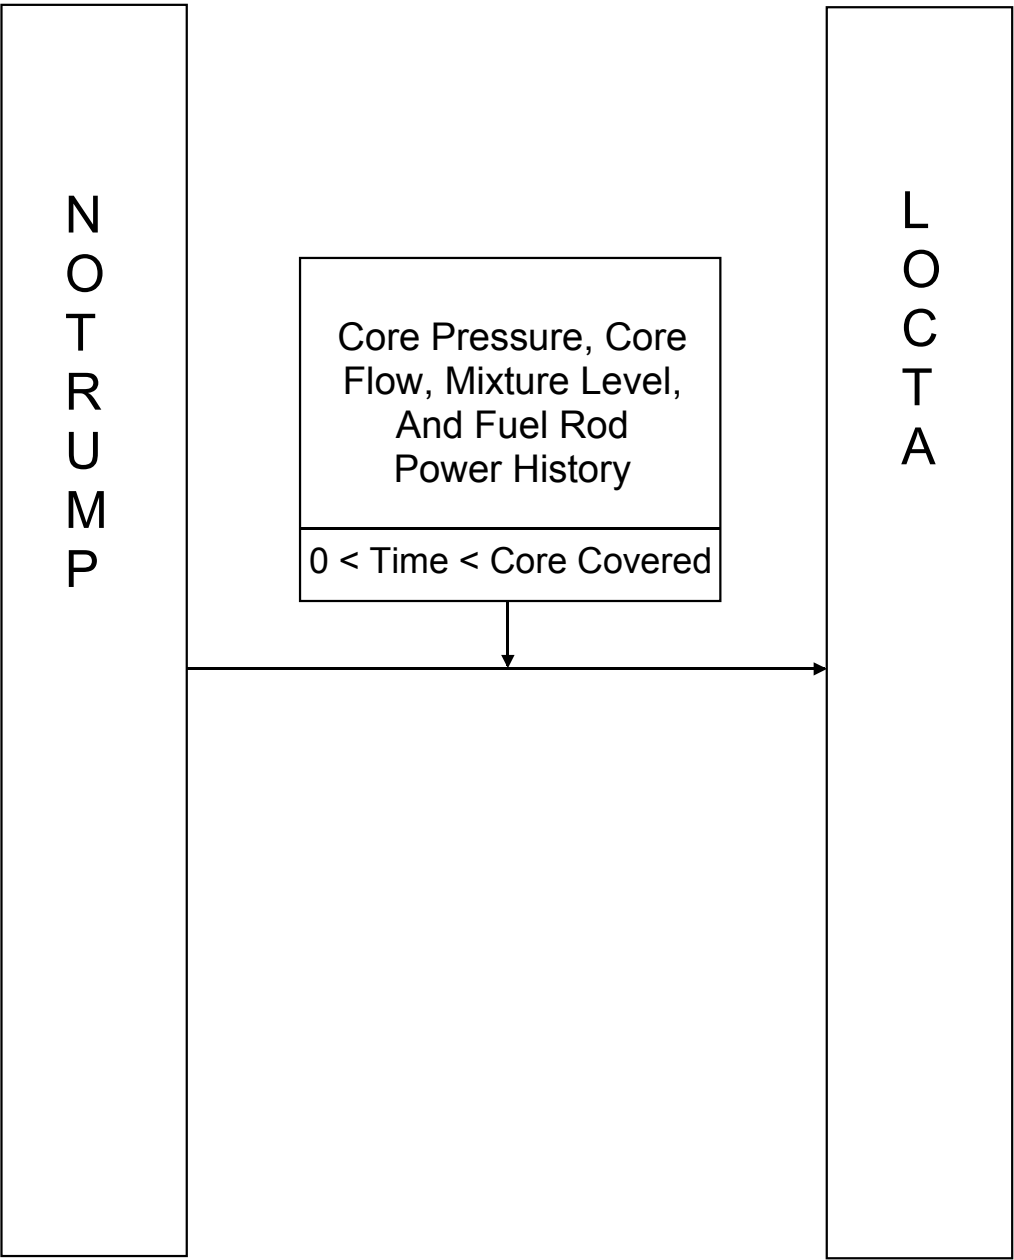 N
O
T
R
U
M
P
Core Pressure, Core
Flow, Mixture Level,
And Fuel Rod
Power History
0 < Time < Core Covered
L
O
C
T
A